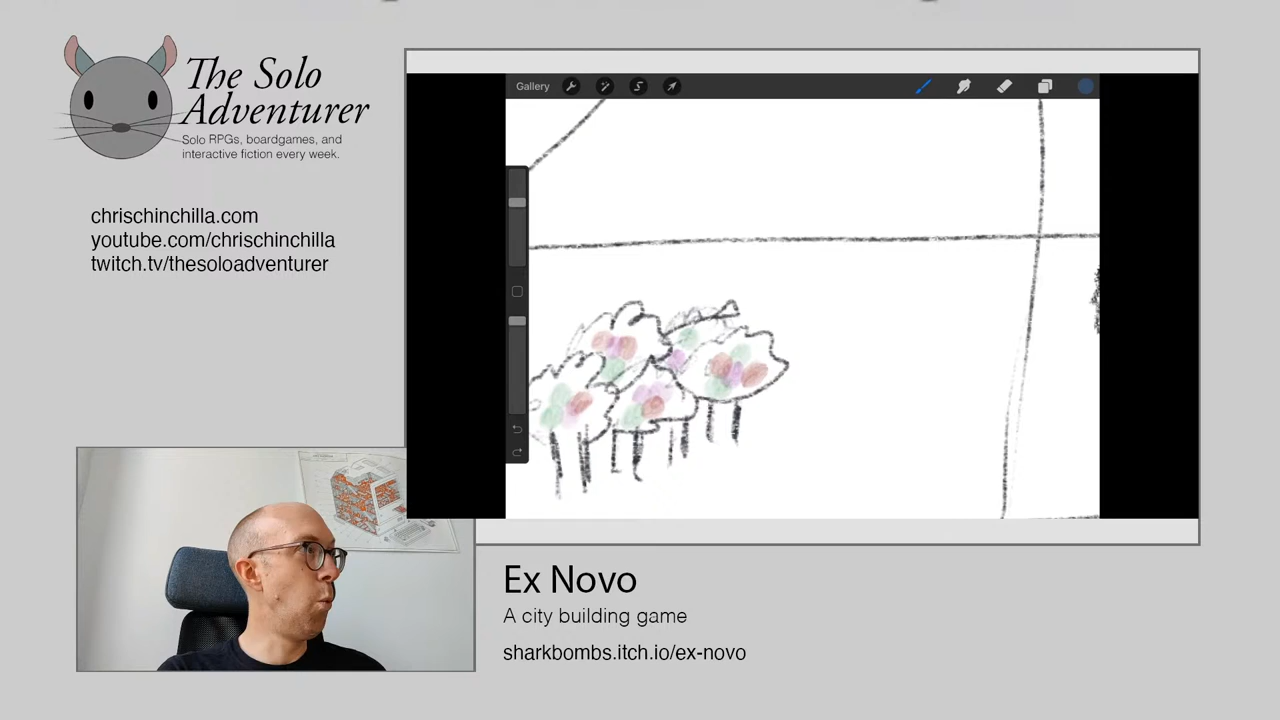 The Solo
Adventurer
Solo RPGs, boardgames, and
interactive fiction every week.
chrischinchilla.com
youtube.com/chrischinchilla
twitch.tv/thesoloadventurer
Gallery
Ex Novo
A city building game
sharkbombs.itch.io/ex-novo